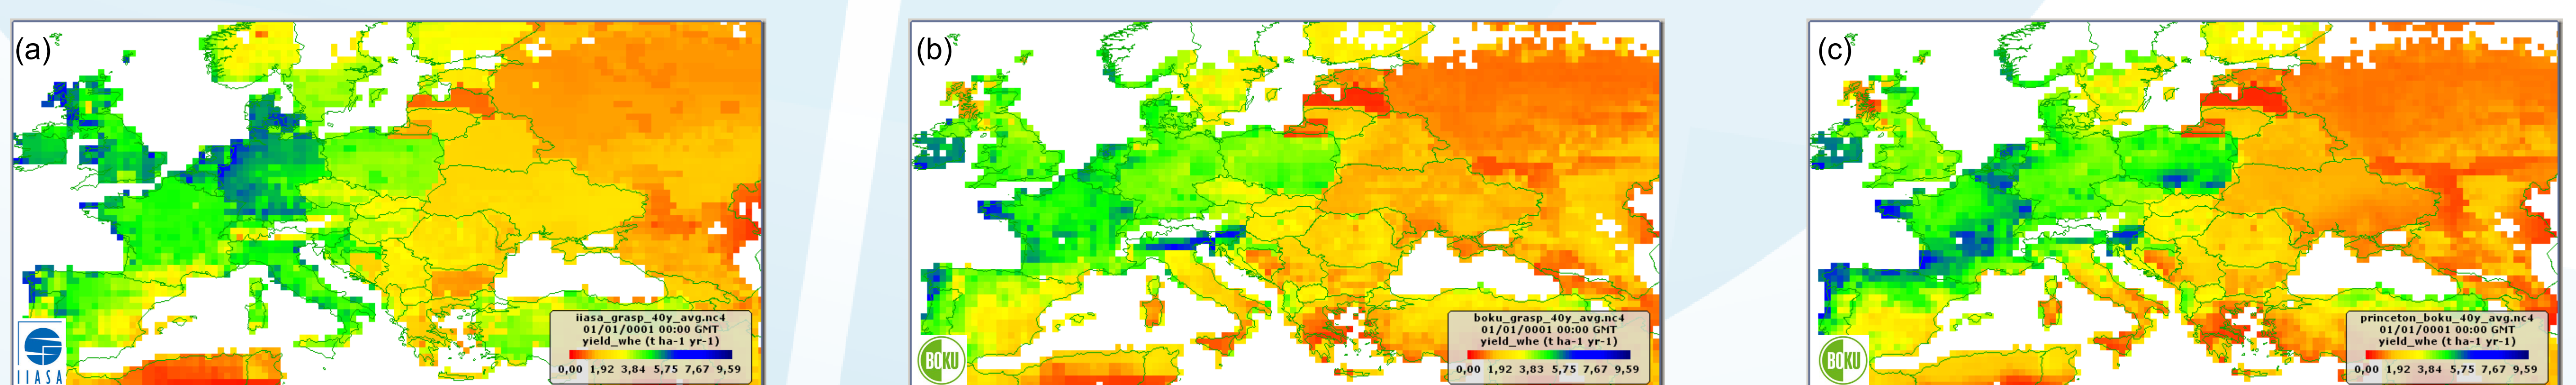 (a)
iiasa_grasp_40y_avg.nc4
01/01/0001 00:00 GMT
yield_whe (t ha-1 yr-1)
0,00 1,92 3,84 5,75 7,67 9,59
IIASA
(b)
boku_grasp_40y_avg.nc4
01/01/0001 00:00 GMT
yield_whe (t ha-1 yr-1)
0,00 1,92 3,83 5,75 7,67 9,59
BOKU
(c)
princeton_boku_40y_avg.nc4
01/01/0001 00:00 GMT
yield_whe (t ha-1 yr-1)
0,00 1,92 3,84 5,75 7,67 9,59
BOKU